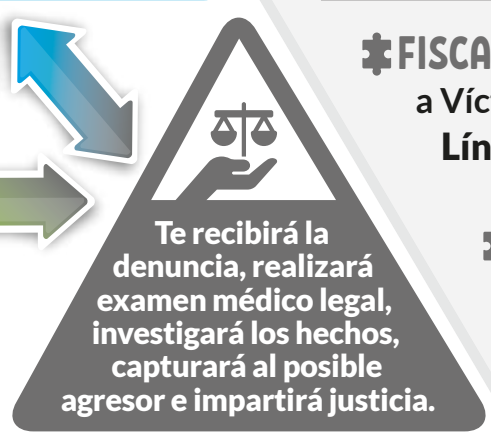 FISCA
a Víc
Lín
Te recibirá la
denuncia, realizará
examen médico legal,
investigará los hechos,
capturará al posible
agresor e impartirá justicia.